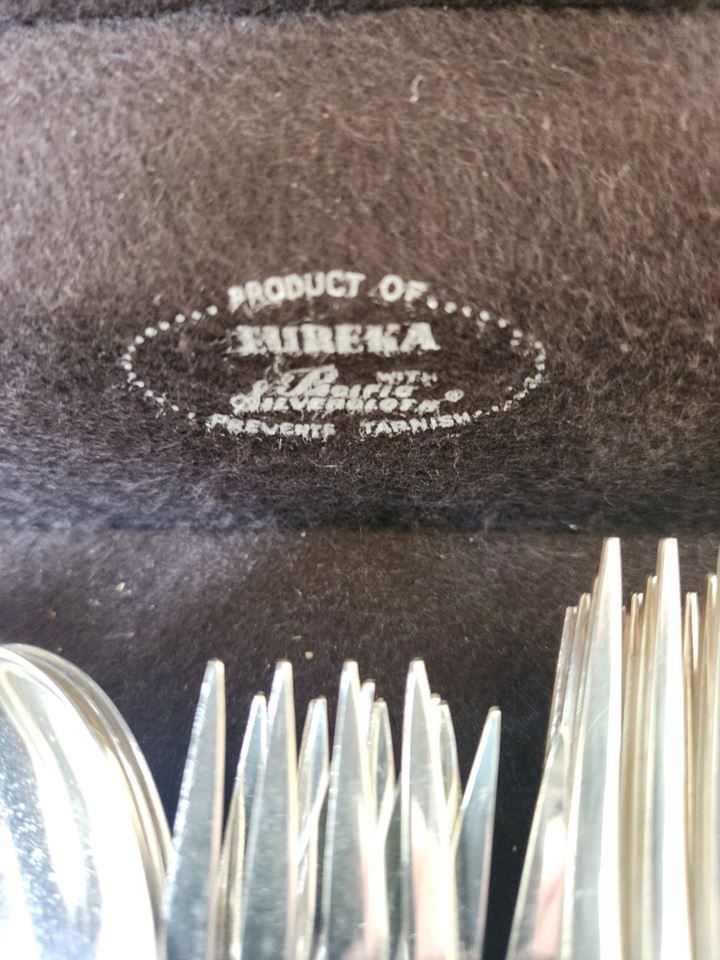 PRODUCT OF
EUREKA
WITH
Pacific
SILVERCLOTH®
PREVENTS TARNISH